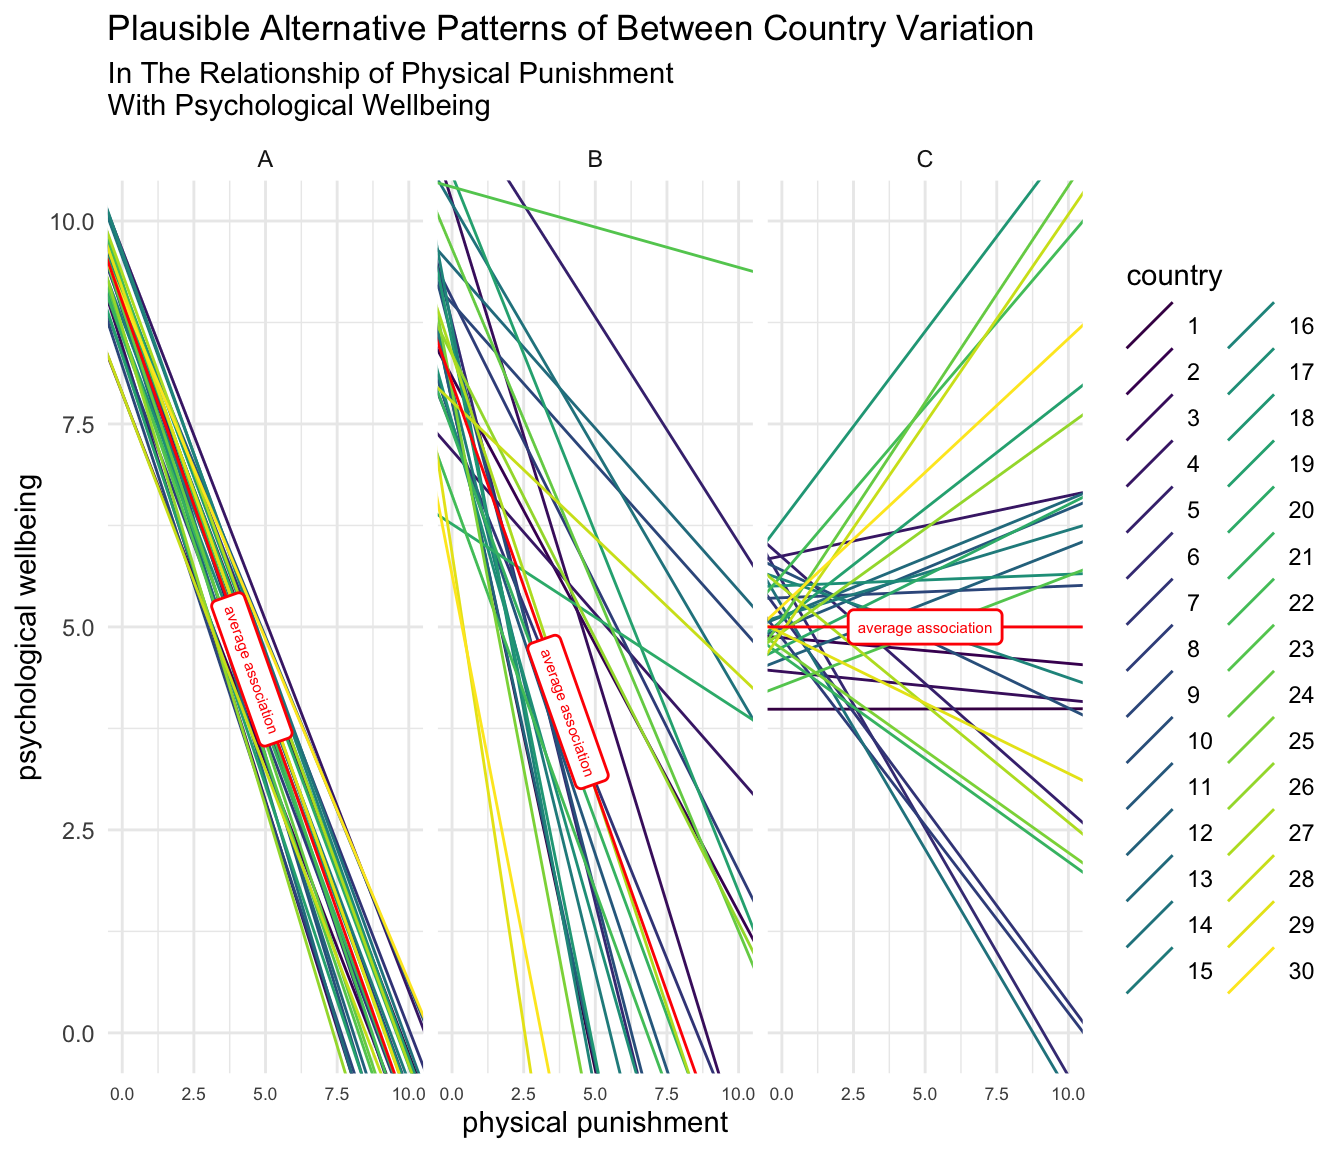 Plausible Alternative Patterns of Between Country Variation
In The Relationship of Physical Punishment
With Psychological Wellbeing
A
B
C
psychological wellbeing
10.0
7.5
5.0
2.5
0.0
average association
average association
average association
0.0 2.5 5.0 7.5 10.0
0.0 2.5 5.0 7.5 10.0
0.0 2.5 5.0 7.5 10.0
physical punishment
country
1
2
3
4
5
6
7
8
9
10
11
12
13
14
15
16
17
18
19
20
21
22
23
24
25
26
27
28
29
30